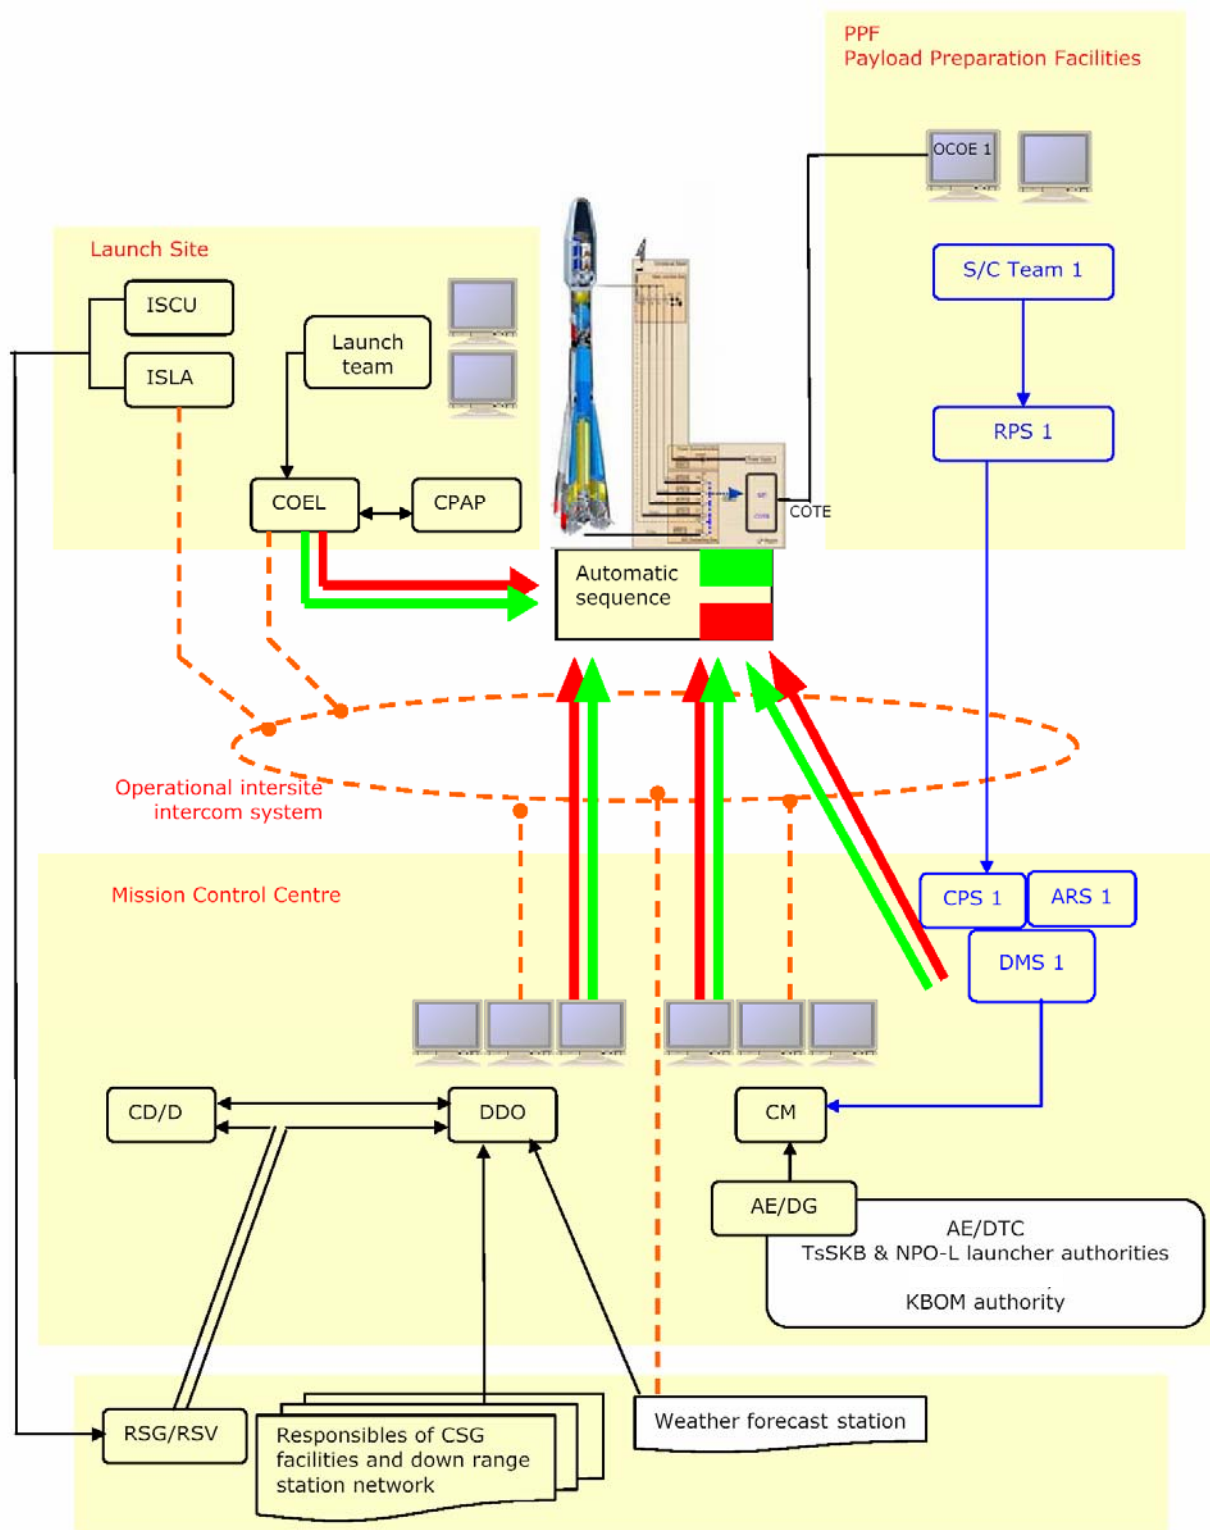 PPF
Payload Preparation Facilities
OCOE 1
S/C Team 1
RPS 1
Launch Site
ISCU
ISLA
Launch
team
COEL
CPAP
COTE
Automatic
sequence
Operational intersite
intercom system
Mission Control Centre
CPS 1
ARS 1
DMS 1
CD/D
DDO
CM
AE/DG
AE/DTC
TsSKB & NPO-L launcher authorities
KBOM authority
RSG/RSV
Responsibles of CSG
facilities and down range
station network
Weather forecast station